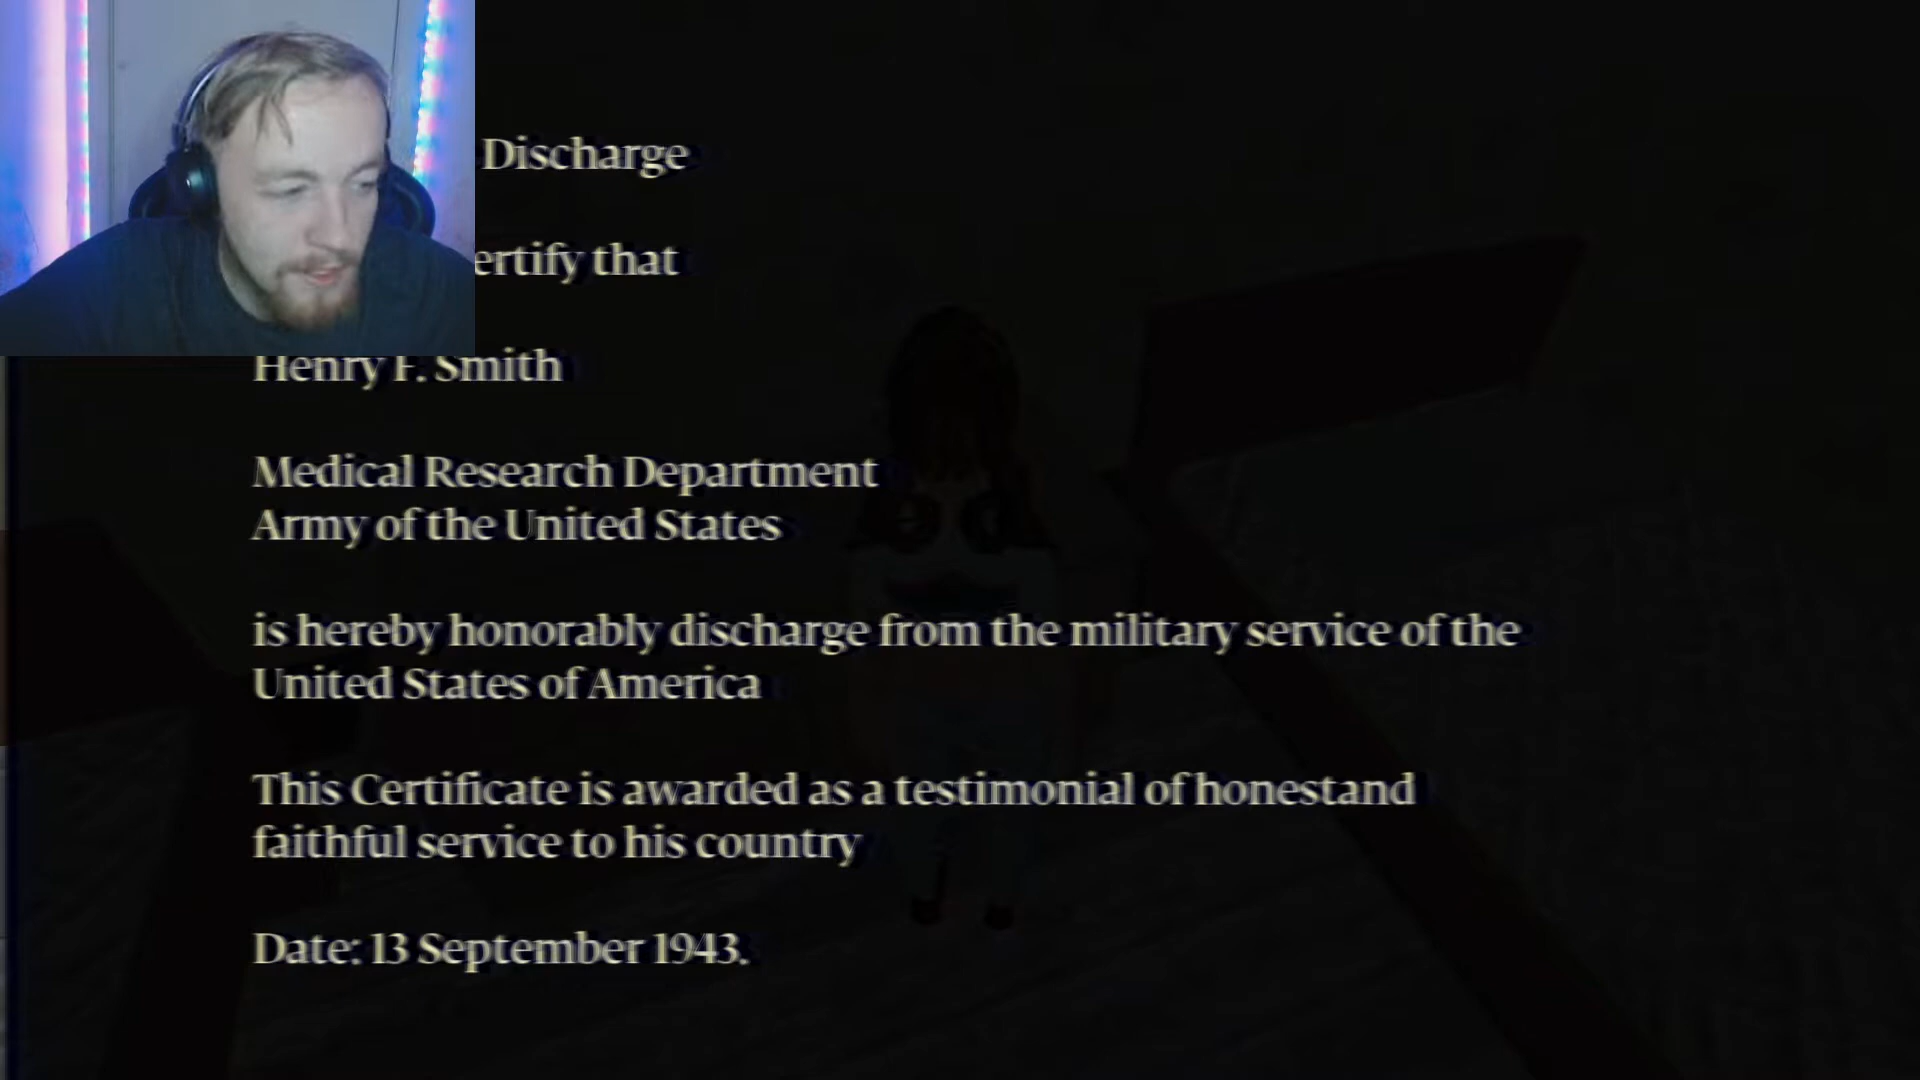 Discharge
ertify that
Henry F. Smith
Medical Research Department
Army of the United States
is hereby honorably discharge from the military service of the
United States of America
This Certificate is awarded as a testimonial of honestand
faithful service to his country
Date: 13 September 1943.